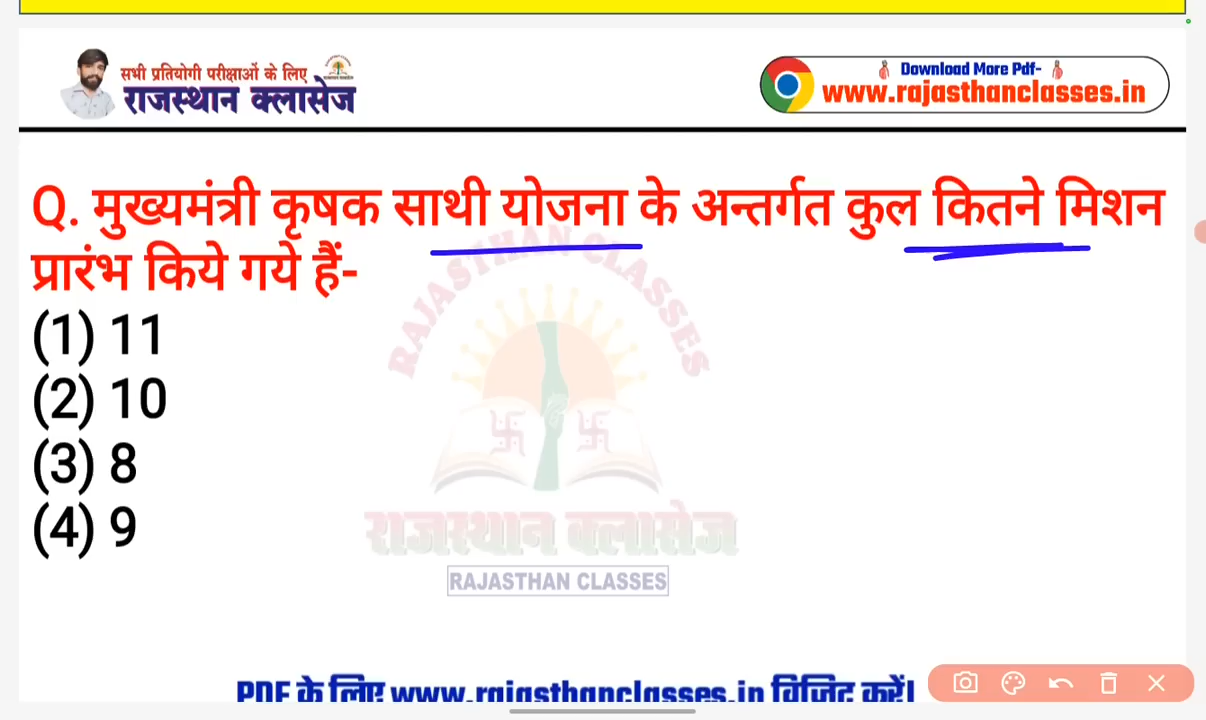 सभी प्रतियोगी परीक्षाओं के लिए
राजस्थान क्लासेज
Download More Pdf-
www.rajasthanclasses.in
Q. मुख्यमंत्री कृषक साथी योजना के अन्तर्गत कुल कितने मिशन
प्रारंभ किये गये हैं-
(1) 11
(2) 10
(3) 8
(4) 9
RAJASTHAN CLASSES
राजस्थान क्लासेज
RAJASTHAN CLASSES
PDF के लिए www.rajasthanclasses.in विजिट करें।